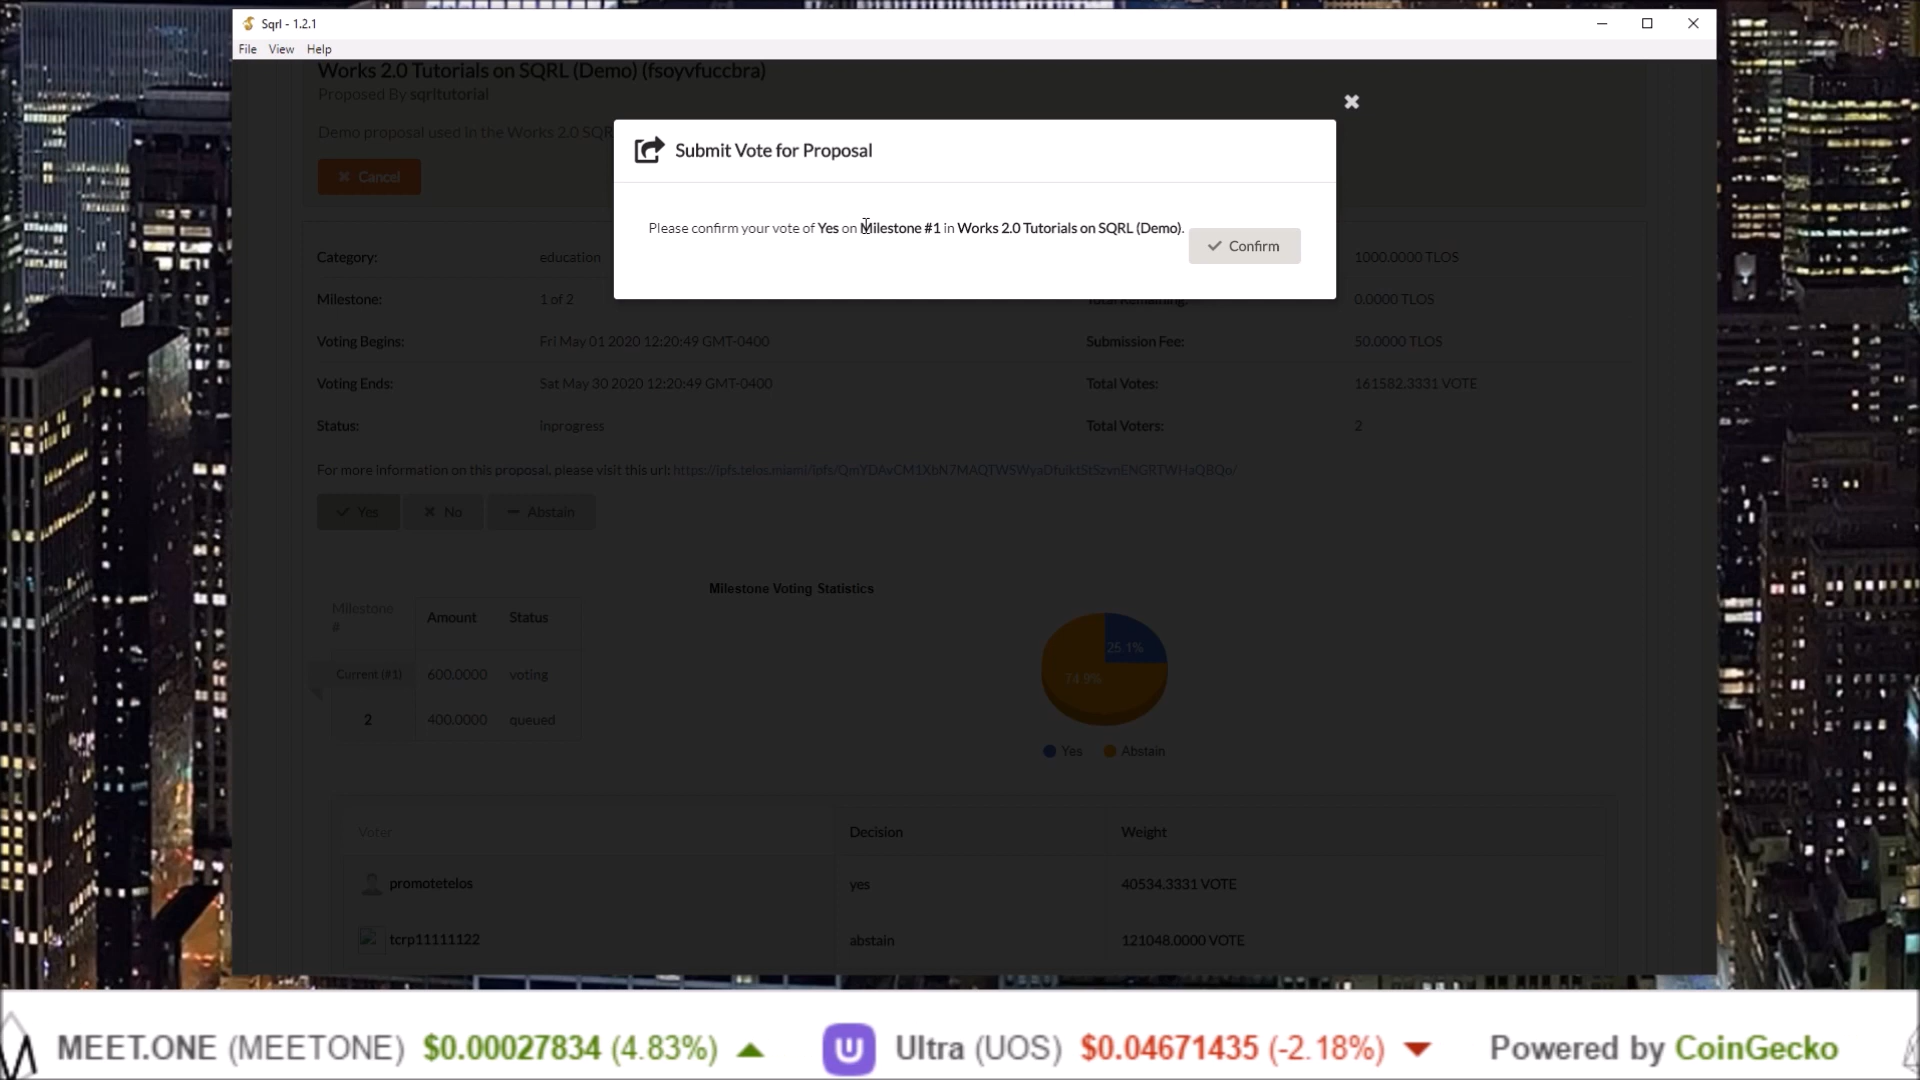 Sqrl - 1.2.1
File View Help
Works 2.0 Tutorials on SQRL (Demo) (fsoyvfuccbra)
Proposed By sqrltutorial
Demo proposal used in the Works 2.0 SQR
Cancel
Submit Vote for Proposal
Please confirm your vote of Yes on Milestone #1 in Works 2.0 Tutorials on SQRL (Demo).
Confirm
Category: education 1000.0000 TLOS
Milestone: 1 of 2 Total Remaining: 0.0000 TLOS
Voting Begins: Fri May 01 2020 12:20:49 GMT-0400 Submission Fee: 50.0000 TLOS
Voting Ends: Sat May 30 2020 12:20:49 GMT-0400 Total Votes: 161582.3331 VOTE
Status: Inprogress Total Voters: 2
For more information on this proposal, please visit this url:
Yes No Abstain
Milestone Voting Statistics
Milestone # Amount Status
Current (#1) 600.0000 voting
2 400.0000 queued
25.1%
74.9%
Yes Abstain
Voter Decision Weight
promotetelos yes 40534.3331 VOTE
tcrp11111122 abstain 121048.0000 VOTE
MEET.ONE (MEETONE) $0.00027834 (4.83%) Ultra (UOS) $0.04671435 (-2.18%) Powered by CoinGecko